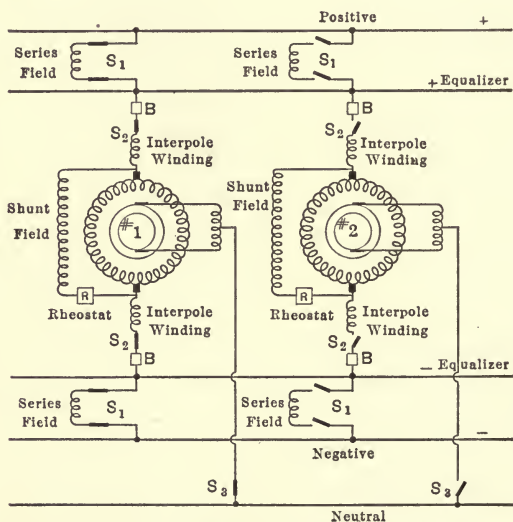 Positive
+
Series
Field
S1
Series
Field
S1
+ Equalizer
B
B
S2
S2
Interpole
Winding
Interpole
Winding
Shunt
Field
#1
Shunt
Field
#2
R
Rheostat
R
Rheostat
Interpole
Winding
Interpole
Winding
S2
B
S2
B
– Equalizer
Series
Field
S1
Series
Field
S1
–
Negative
S3
S3
Neutral